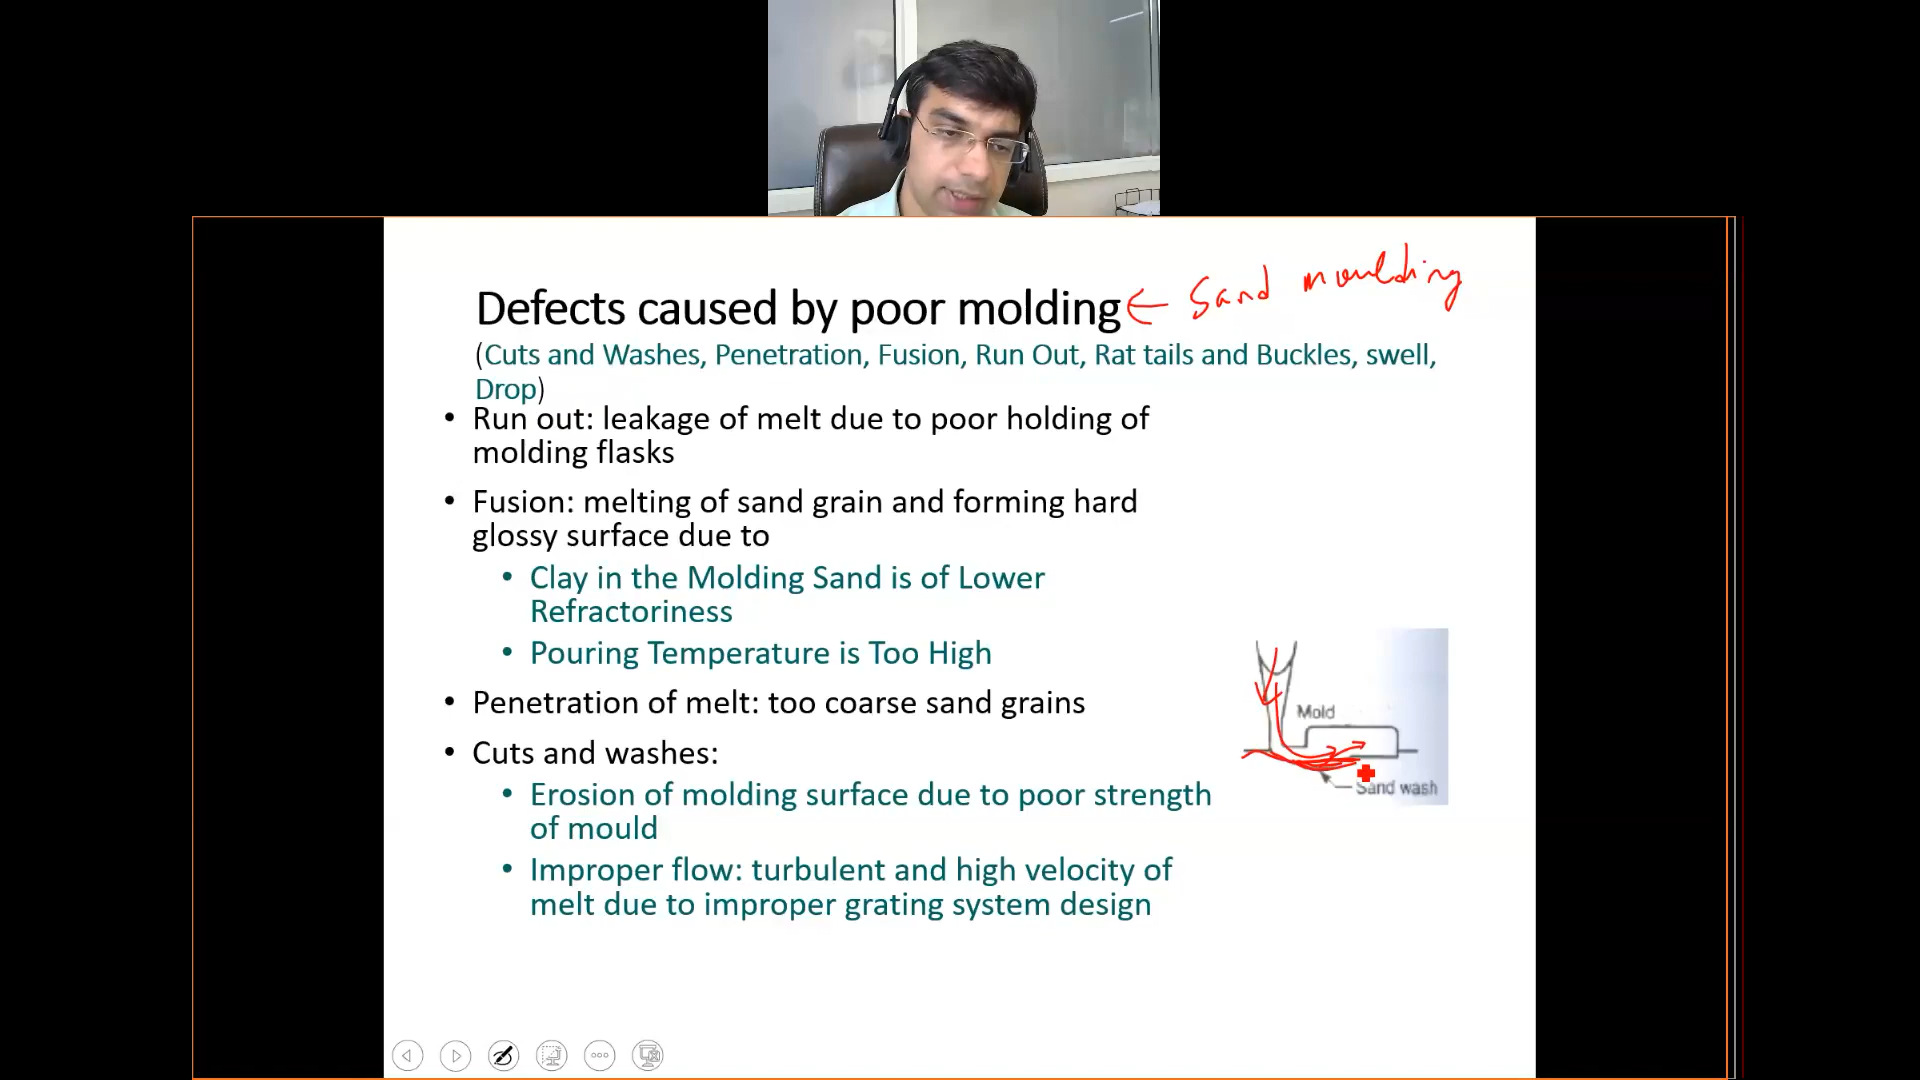 Defects caused by poor molding ← Sand moulding
(Cuts and Washes, Penetration, Fusion, Run Out, Rat tails and Buckles, swell,
Drop)
• Run out: leakage of melt due to poor holding of
molding flasks
• Fusion: melting of sand grain and forming hard
glossy surface due to
• Clay in the Molding Sand is of Lower
Refractoriness
• Pouring Temperature is Too High
• Penetration of melt: too coarse sand grains
• Cuts and washes:
• Erosion of molding surface due to poor strength
of mould
• Improper flow: turbulent and high velocity of
melt due to improper grating system design
Mold
Sand wash